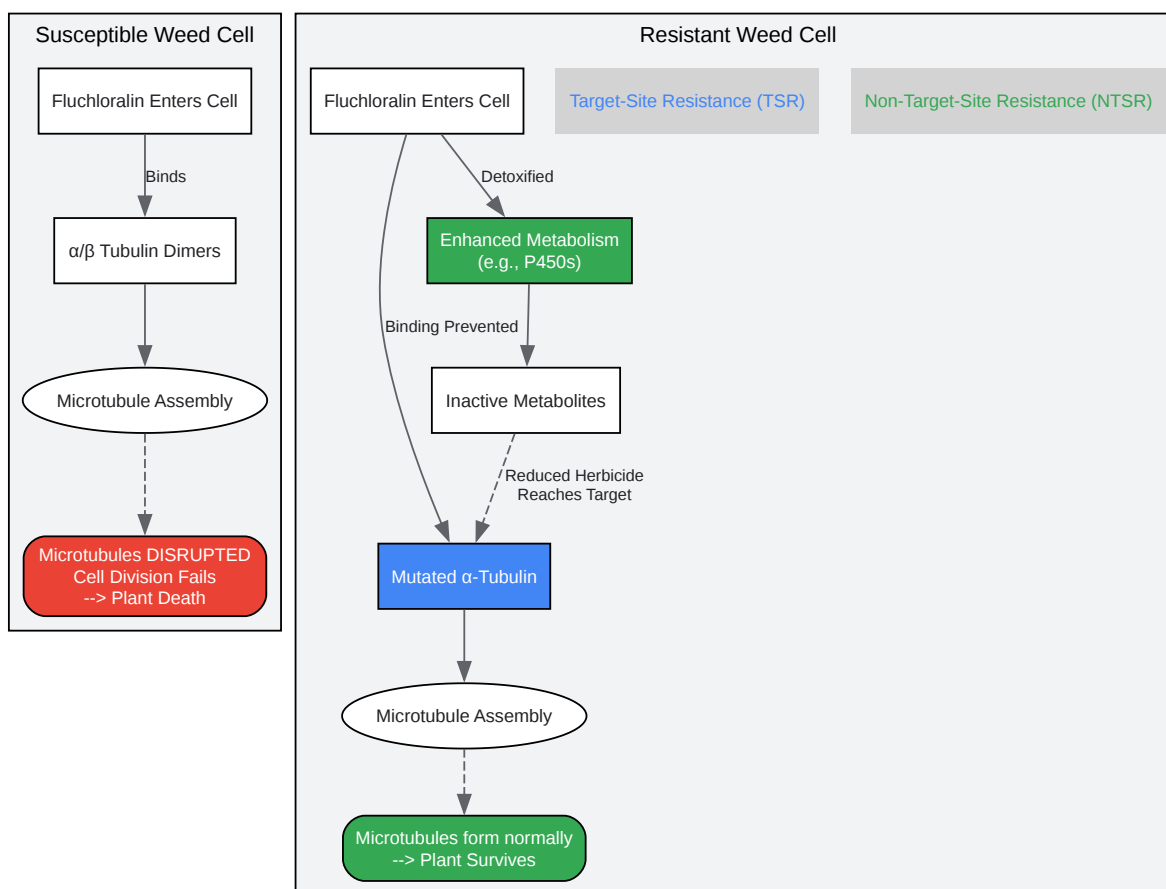 Susceptible Weed Cell
Fluchloralin Enters Cell
Binds
α/β Tubulin Dimers
Microtubule Assembly
Microtubules DISRUPTED
Cell Division Fails
--> Plant Death
Resistant Weed Cell
Fluchloralin Enters Cell
Target-Site Resistance (TSR)
Non-Target-Site Resistance (NTSR)
Detoxified
Enhanced Metabolism
(e.g., P450s)
Binding Prevented
Inactive Metabolites
Reduced Herbicide
Reaches Target
Mutated α-Tubulin
Microtubule Assembly
Microtubules form normally
--> Plant Survives